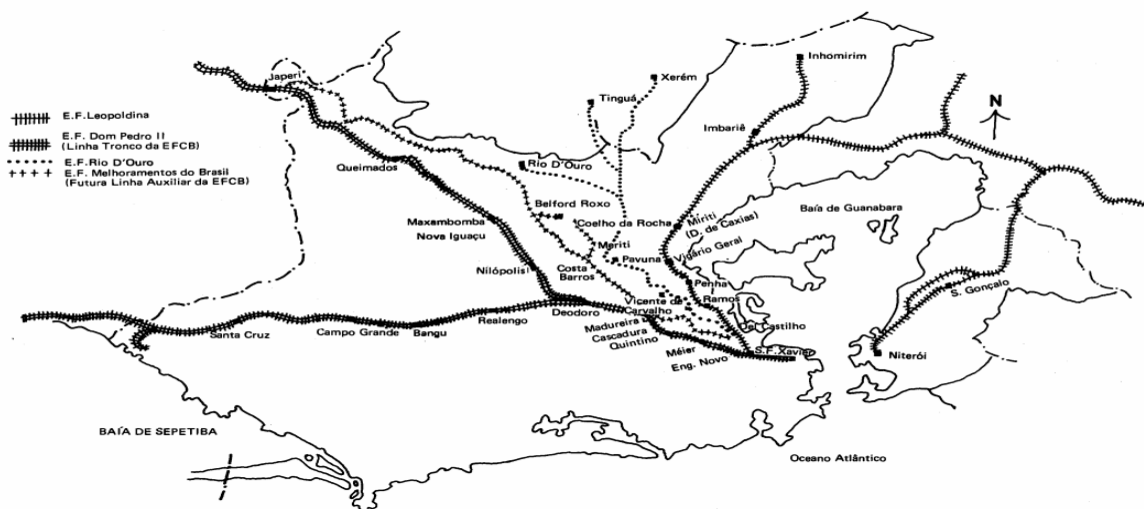 Inhomirim
Japeri
Xerém
Tinguá
N
E.F.Leopoldina
Imbariê
E.F. Dom Pedro II
(Linha Tronco da EFCB)
E.F.Rio D'Ouro
E.F. Melhoramentos do Brasil
(Futura Linha Auxiliar da EFCB)
Queimados
Rio D'Ouro
Belford Roxo
Baía de Guanabara
Maxambomba
Coelho da Rocha
Miriti
(D. de Caxias)
Nova Iguaçu
Meriti
Vigário Geral
Pavuna
Nilópolis
Costa
Barros
Penha
S. Gonçalo
Vicente de
Carvalho
Ramos
Deodoro
Realengo
Santa Cruz
Campo Grande
Bangu
Madureira
Del Castilho
Cascadura
Quintino
Méier
S.F.Xavier
Niterói
Eng. Novo
BAÍA DE SEPETIBA
Oceano Atlântico